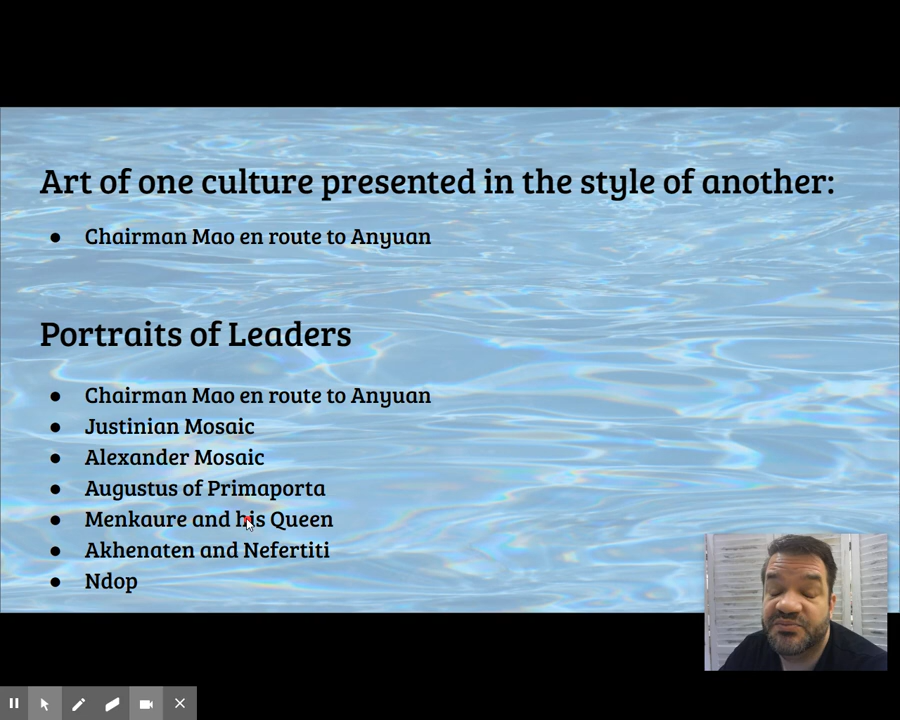 Art of one culture presented in the style of another:
● Chairman Mao en route to Anyuan
Portraits of Leaders
● Chairman Mao en route to Anyuan
● Justinian Mosaic
● Alexander Mosaic
● Augustus of Primaporta
● Menkaure and his Queen
● Akhenaten and Nefertiti
● Ndop